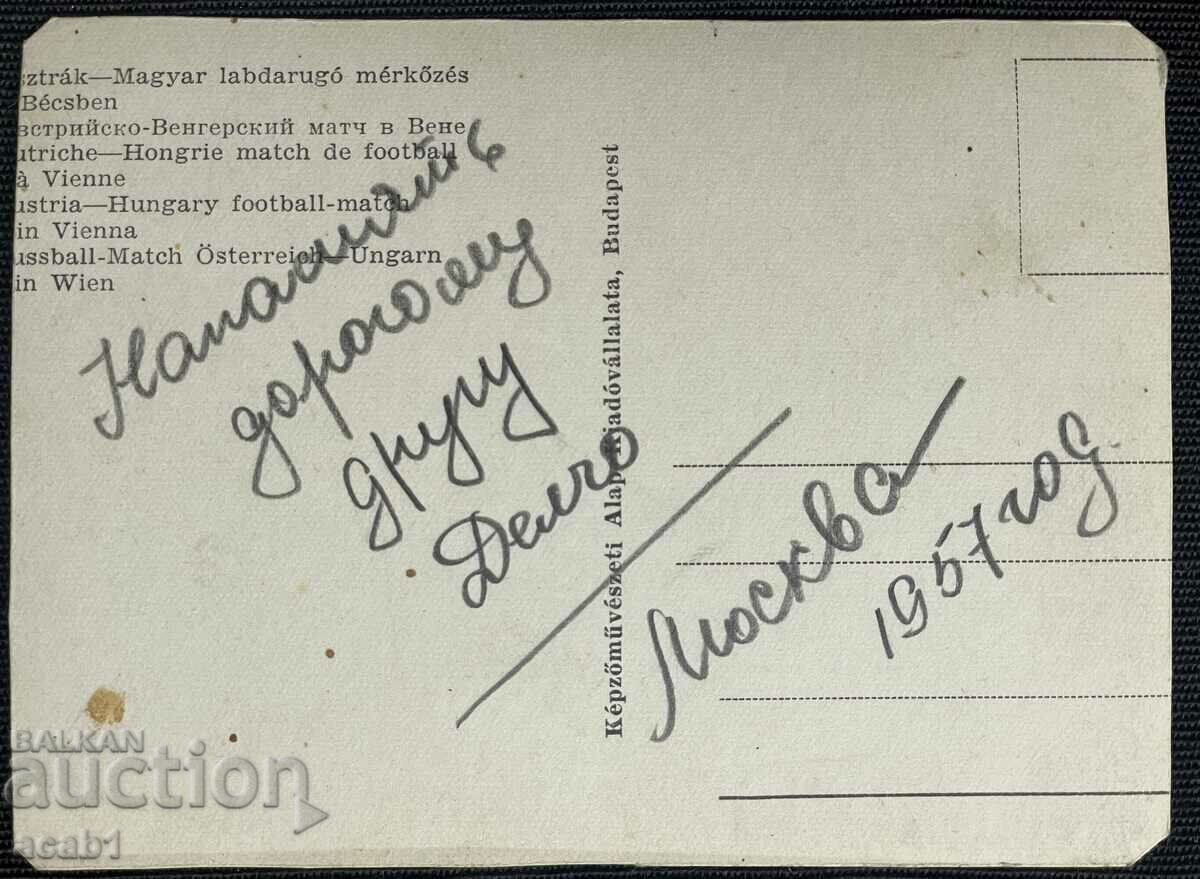 sztrák—Magyar labdarugó mérkőzés
Bécsben
встрийско-Венгерский матч в Вене
utriche—Hongrie match de football
à Vienne
ustria—Hungary football-match
in Vienna
ussball-Match Österreich—Ungarn
in Wien
Képzőművészeti Alap Kiadóvállalata, Budapest
На память
дорогому
другу
Делчо
Москва
1957 год.
BALKAN
auction
acab1